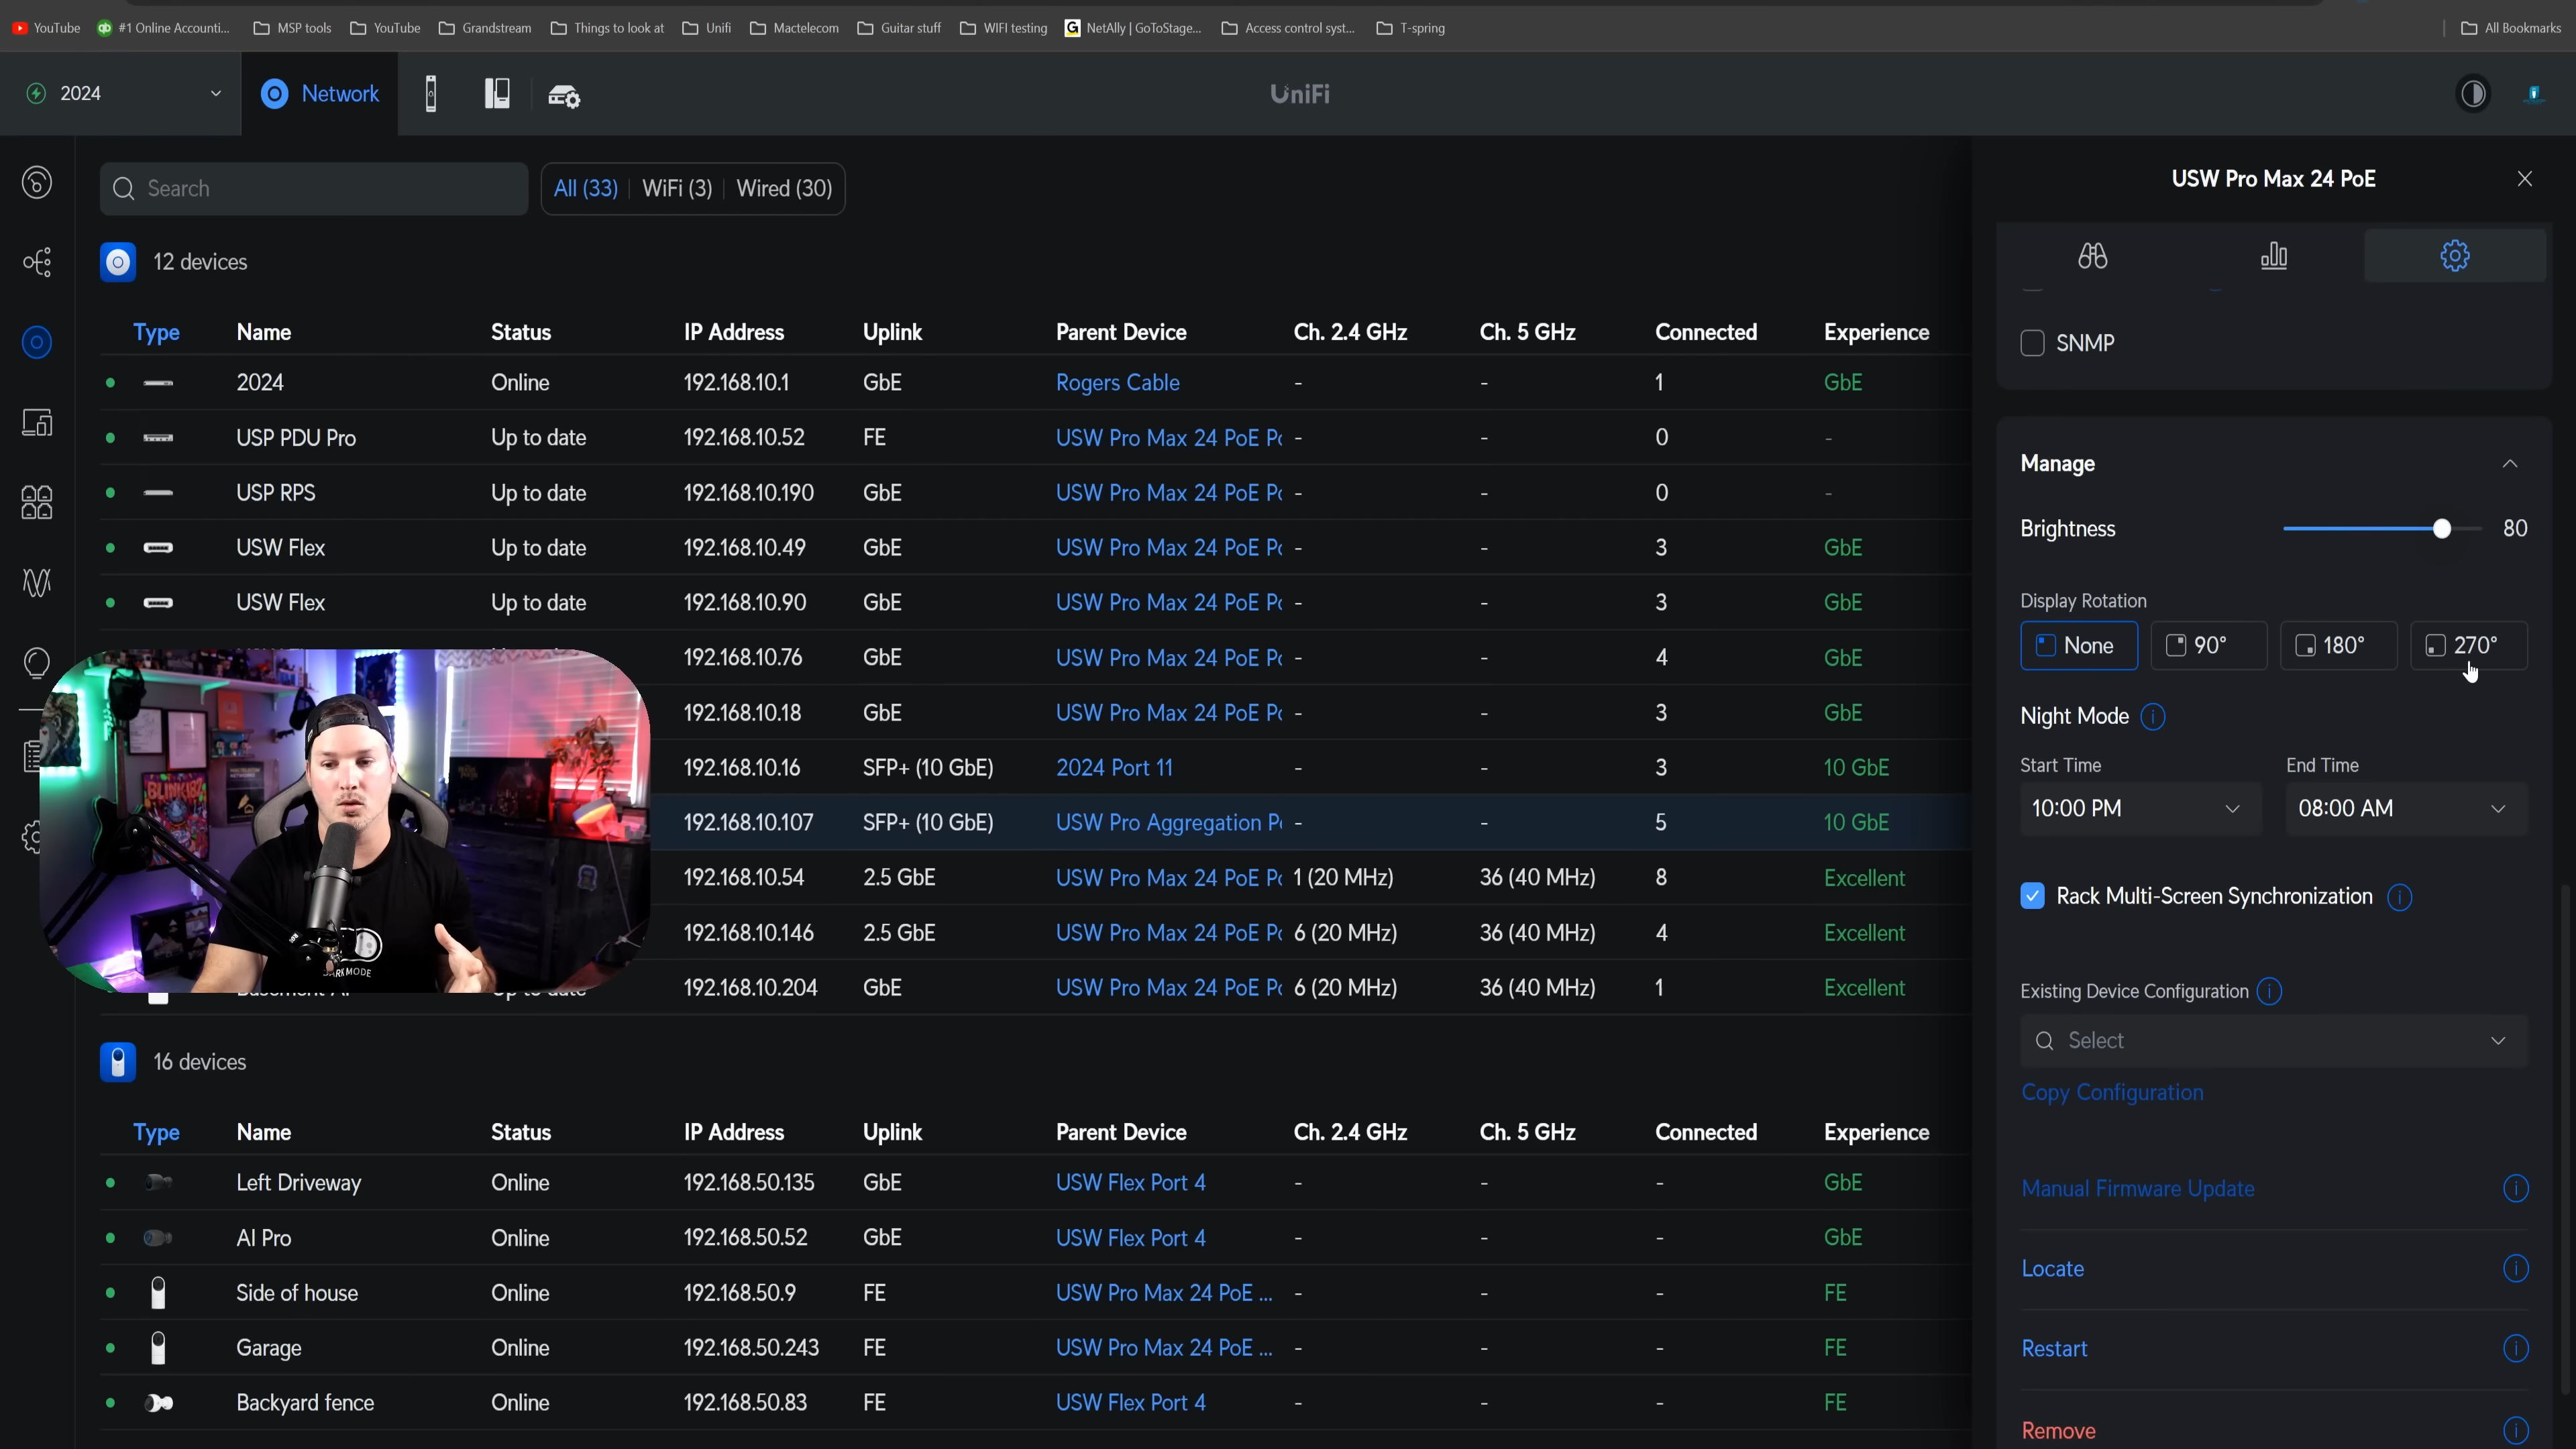 YouTube #1 Online Accounti... MSP tools YouTube Grandstream Things to look at Unifi Mactelecom Guitar stuff WIFI testing NetAlly | GoToStage... Access control syst... T-spring All Bookmarks
2024 Network UniFi
Search All (33) WiFi (3) Wired (30)
12 devices
Type Name Status IP Address Uplink Parent Device Ch. 2.4 GHz Ch. 5 GHz Connected Experience
2024 Online 192.168.10.1 GbE Rogers Cable - - 1 GbE
USP PDU Pro Up to date 192.168.10.52 FE USW Pro Max 24 PoE Po - - 0 -
USP RPS Up to date 192.168.10.190 GbE USW Pro Max 24 PoE Po - - 0 -
USW Flex Up to date 192.168.10.49 GbE USW Pro Max 24 PoE Po - - 3 GbE
USW Flex Up to date 192.168.10.90 GbE USW Pro Max 24 PoE Po - - 3 GbE
192.168.10.76 GbE USW Pro Max 24 PoE Po - - 4 GbE
192.168.10.18 GbE USW Pro Max 24 PoE Po - - 3 GbE
192.168.10.16 SFP+ (10 GbE) 2024 Port 11 - - 3 10 GbE
192.168.10.107 SFP+ (10 GbE) USW Pro Aggregation Po - - 5 10 GbE
192.168.10.54 2.5 GbE USW Pro Max 24 PoE Po 1 (20 MHz) 36 (40 MHz) 8 Excellent
192.168.10.146 2.5 GbE USW Pro Max 24 PoE Po 6 (20 MHz) 36 (40 MHz) 4 Excellent
192.168.10.204 GbE USW Pro Max 24 PoE Po 6 (20 MHz) 36 (40 MHz) 1 Excellent
16 devices
Type Name Status IP Address Uplink Parent Device Ch. 2.4 GHz Ch. 5 GHz Connected Experience
Left Driveway Online 192.168.50.135 GbE USW Flex Port 4 - - - GbE
AI Pro Online 192.168.50.52 GbE USW Flex Port 4 - - - GbE
Side of house Online 192.168.50.9 FE USW Pro Max 24 PoE ... - - - FE
Garage Online 192.168.50.243 FE USW Pro Max 24 PoE ... - - - FE
Backyard fence Online 192.168.50.83 FE USW Flex Port 4 - - - FE
USW Pro Max 24 PoE
SNMP
Manage
Brightness 80
Display Rotation
None 90° 180° 270°
Night Mode
Start Time End Time
10:00 PM 08:00 AM
Rack Multi-Screen Synchronization
Existing Device Configuration
Select
Copy Configuration
Manual Firmware Update
Locate
Restart
Remove
BLINK182
DARK MODE